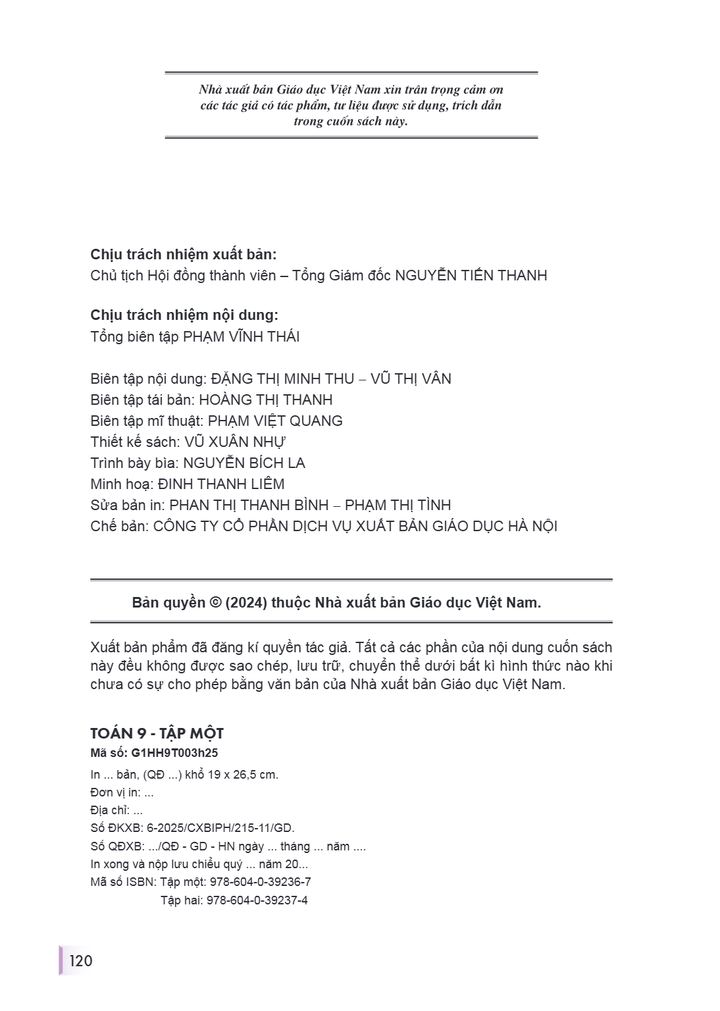 Nhà xuất bản Giáo dục Việt Nam xin trân trọng cảm ơn
các tác giả có tác phẩm, tư liệu được sử dụng, trích dẫn
trong cuốn sách này.
Chịu trách nhiệm xuất bản:
Chủ tịch Hội đồng thành viên – Tổng Giám đốc NGUYỄN TIẾN THANH
Chịu trách nhiệm nội dung:
Tổng biên tập PHẠM VĨNH THÁI
Biên tập nội dung: ĐẶNG THỊ MINH THU – VŨ THỊ VÂN
Biên tập tái bản: HOÀNG THỊ THANH
Biên tập mĩ thuật: PHẠM VIỆT QUANG
Thiết kế sách: VŨ XUÂN NHỰ
Trình bày bìa: NGUYỄN BÍCH LA
Minh hoạ: ĐINH THANH LIÊM
Sửa bản in: PHAN THỊ THANH BÌNH – PHẠM THỊ TÌNH
Chế bản: CÔNG TY CỔ PHẦN DỊCH VỤ XUẤT BẢN GIÁO DỤC HÀ NỘI
Bản quyền © (2024) thuộc Nhà xuất bản Giáo dục Việt Nam.
Xuất bản phẩm đã đăng kí quyền tác giả. Tất cả các phần của nội dung cuốn sách
này đều không được sao chép, lưu trữ, chuyển thể dưới bất kì hình thức nào khi
chưa có sự cho phép bằng văn bản của Nhà xuất bản Giáo dục Việt Nam.
TOÁN 9 - TẬP MỘT
Mã số: G1HH9T003h25
In ... bản, (QĐ ...) khổ 19 x 26,5 cm.
Đơn vị in: ...
Địa chỉ: ...
Số ĐKXB: 6-2025/CXBIPH/215-11/GD.
Số QĐXB: .../QĐ - GD - HN ngày ... tháng ... năm ....
In xong và nộp lưu chiểu quý ... năm 20...
Mã số ISBN: Tập một: 978-604-0-39236-7
Tập hai: 978-604-0-39237-4
120